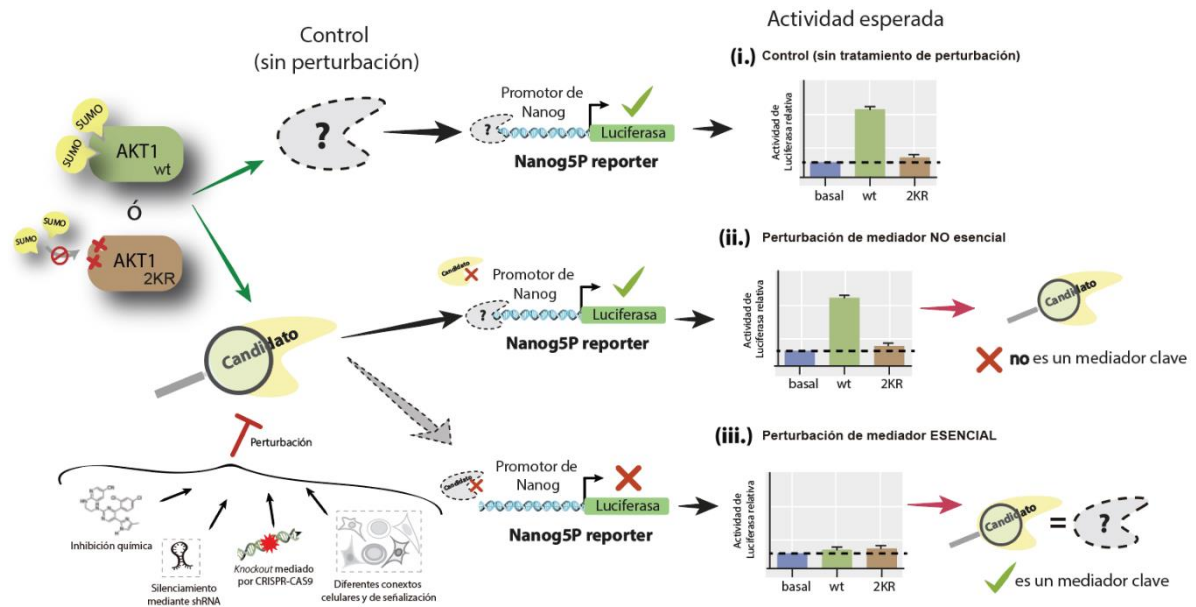 Control
(sin perturbación)
Actividad esperada
SUMO
SUMO
AKT1
wt
Ó
SUMO
SUMO
AKT1
2KR
?
Promotor de
Nanog
?
Luciferasa
Nanog5P reporter
(i.) Control (sin tratamiento de perturbación)
Actividad de
Luciferasa relativa
basal wt 2KR
Candidato
Candidato
Promotor de
Nanog
?
Luciferasa
Nanog5P reporter
(ii.) Perturbación de mediador NO esencial
Actividad de
Luciferasa relativa
basal wt 2KR
Candidato
no es un mediador clave
Perturbación
Inhibición química
Silenciamiento
mediante shRNA
Knockout mediado
por CRISPR-CAS9
Diferentes conextos
celulares y de señalización
Candidato
Promotor de
Nanog
Luciferasa
Nanog5P reporter
(iii.) Perturbación de mediador ESENCIAL
Actividad de
Luciferasa relativa
basal wt 2KR
Candidato = ?
es un mediador clave